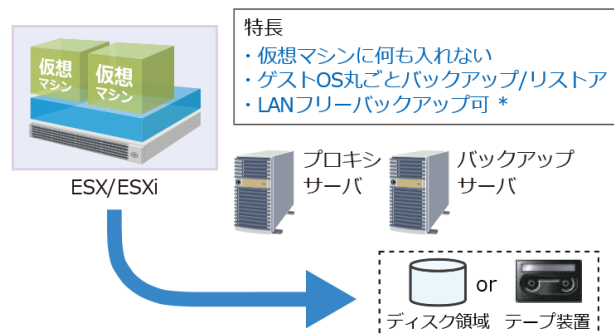 特長
・仮想マシンに何も入れない
・ゲストOS丸ごとバックアップ/リストア
・LANフリーバックアップ可 *
仮想
マシン
仮想
マシン
ESX/ESXi
プロキシ
サーバ
バックアップ
サーバ
or
ディスク領域
テープ装置